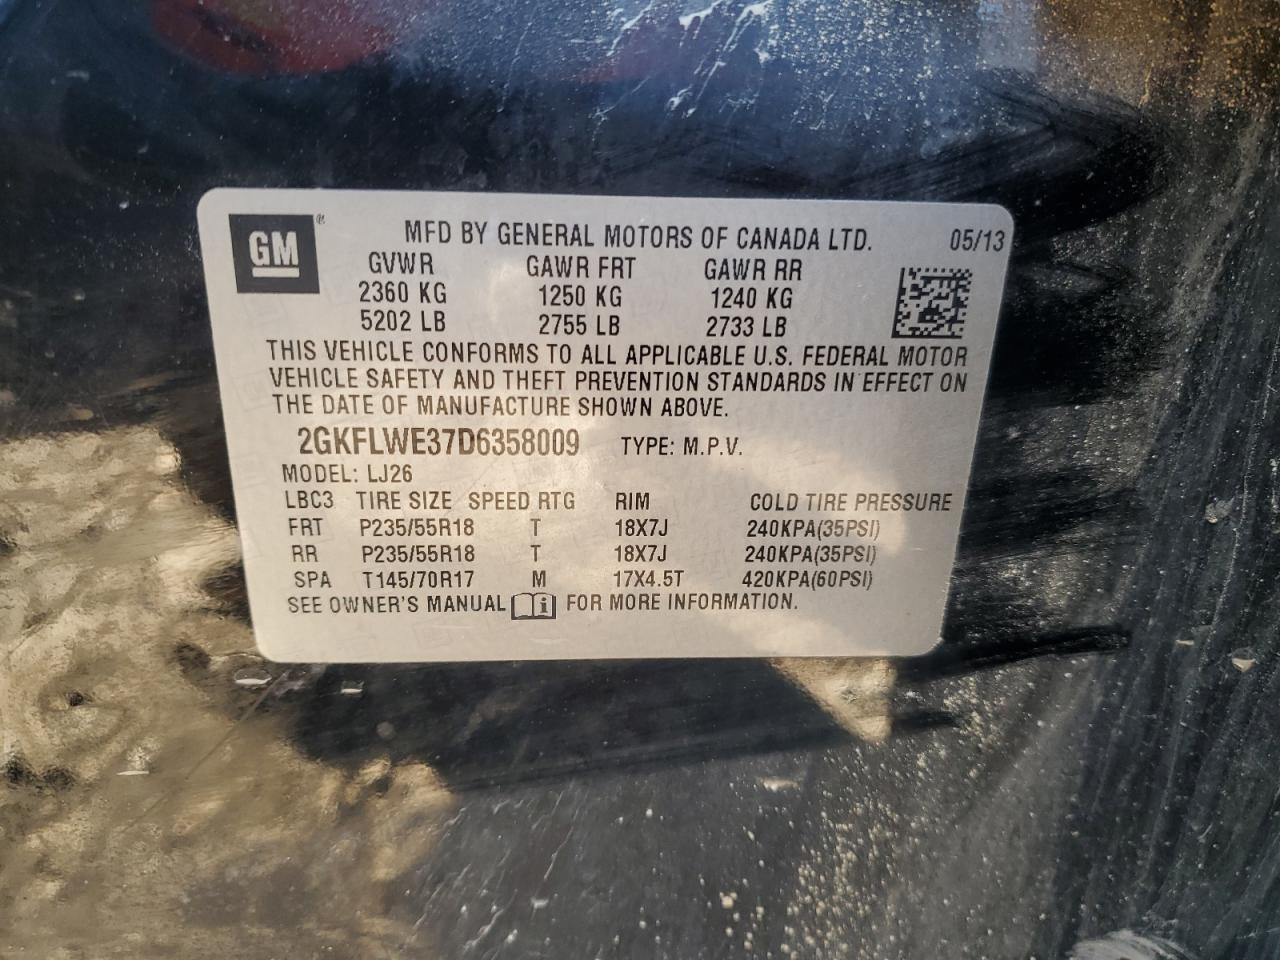 GM ®
MFD BY GENERAL MOTORS OF CANADA LTD. 05/13
GVWR GAWR FRT GAWR RR
2360 KG 1250 KG 1240 KG
5202 LB 2755 LB 2733 LB
THIS VEHICLE CONFORMS TO ALL APPLICABLE U.S. FEDERAL MOTOR
VEHICLE SAFETY AND THEFT PREVENTION STANDARDS IN EFFECT ON
THE DATE OF MANUFACTURE SHOWN ABOVE.
2GKFLWE37D6358009 TYPE: M.P.V.
MODEL: LJ26
LBC3 TIRE SIZE SPEED RTG RIM COLD TIRE PRESSURE
FRT P235/55R18 T 18X7J 240KPA(35PSI)
RR P235/55R18 T 18X7J 240KPA(35PSI)
SPA T145/70R17 M 17X4.5T 420KPA(60PSI)
SEE OWNER'S MANUAL i FOR MORE INFORMATION.